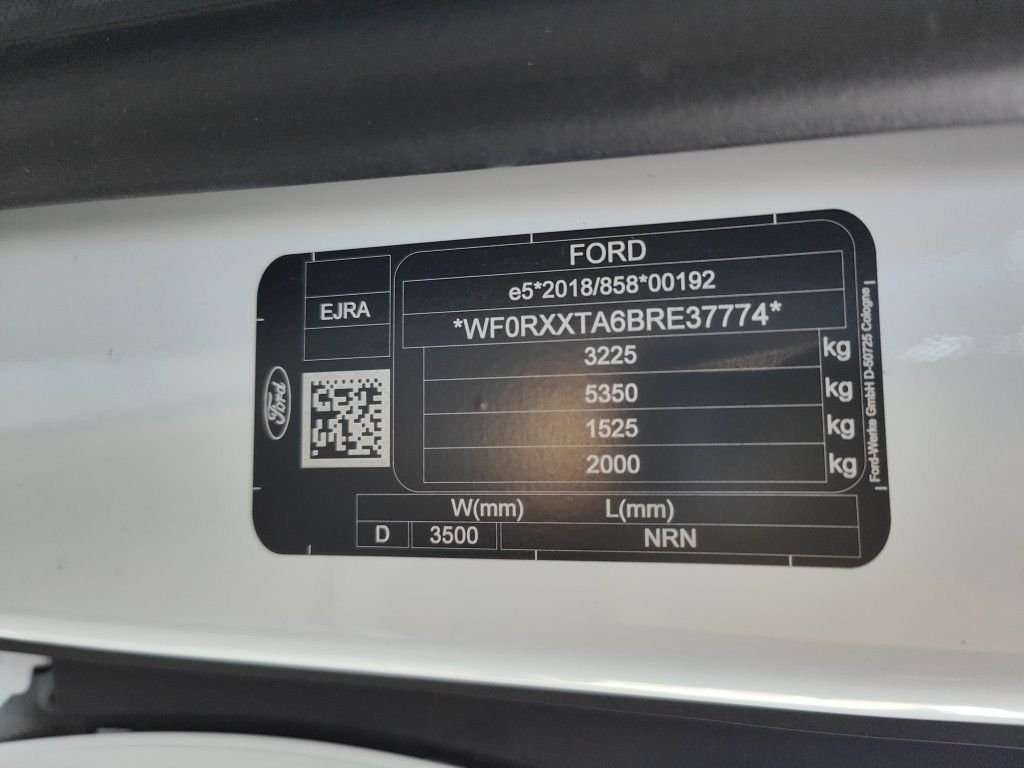 FORD
e5*2018/858*00192
EJRA
*WF0RXXTA6BRE37774*
3225 kg
5350 kg
1525 kg
2000 kg
Ford
Ford-Werke GmbH D-50725 Cologne
W(mm) L(mm)
D 3500 NRN